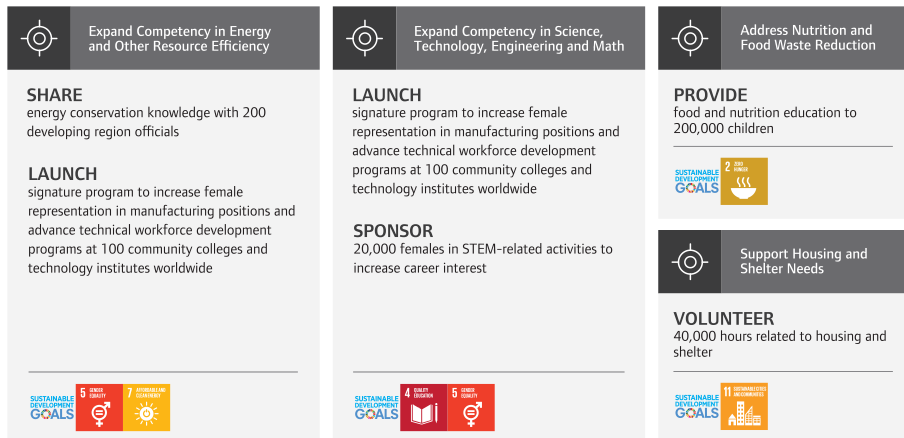 Expand Competency in Energy
and Other Resource Efficiency
SHARE
energy conservation knowledge with 200
developing region officials
LAUNCH
signature program to increase female
representation in manufacturing positions and
advance technical workforce development
programs at 100 community colleges and
technology institutes worldwide
SUSTAINABLE
DEVELOPMENT
GOALS
5 GENDER
EQUALITY
7 AFFORDABLE AND
CLEAN ENERGY
Expand Competency in Science,
Technology, Engineering and Math
LAUNCH
signature program to increase female
representation in manufacturing positions and
advance technical workforce development
programs at 100 community colleges and
technology institutes worldwide
SPONSOR
20,000 females in STEM-related activities to
increase career interest
SUSTAINABLE
DEVELOPMENT
GOALS
4 QUALITY
EDUCATION
5 GENDER
EQUALITY
Address Nutrition and
Food Waste Reduction
PROVIDE
food and nutrition education to
200,000 children
SUSTAINABLE
DEVELOPMENT
GOALS
2 ZERO
HUNGER
Support Housing and
Shelter Needs
VOLUNTEER
40,000 hours related to housing and
shelter
SUSTAINABLE
DEVELOPMENT
GOALS
11 SUSTAINABLE CITIES
AND COMMUNITIES